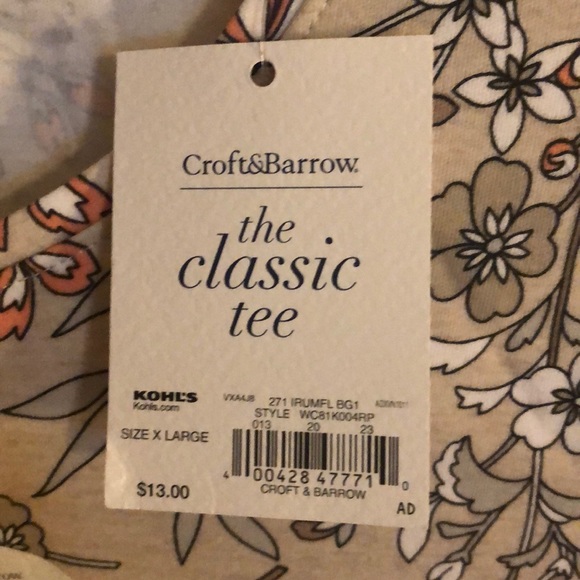 Croft&Barrow®
the
classic
tee
KOHL'S
Kohls.com
VXA4J8 271 IRUMFL BG1
STYLE WC81K004RP
013 20 23
SIZE X LARGE
4 00428 47771 0
$13.00
CROFT & BARROW
AD